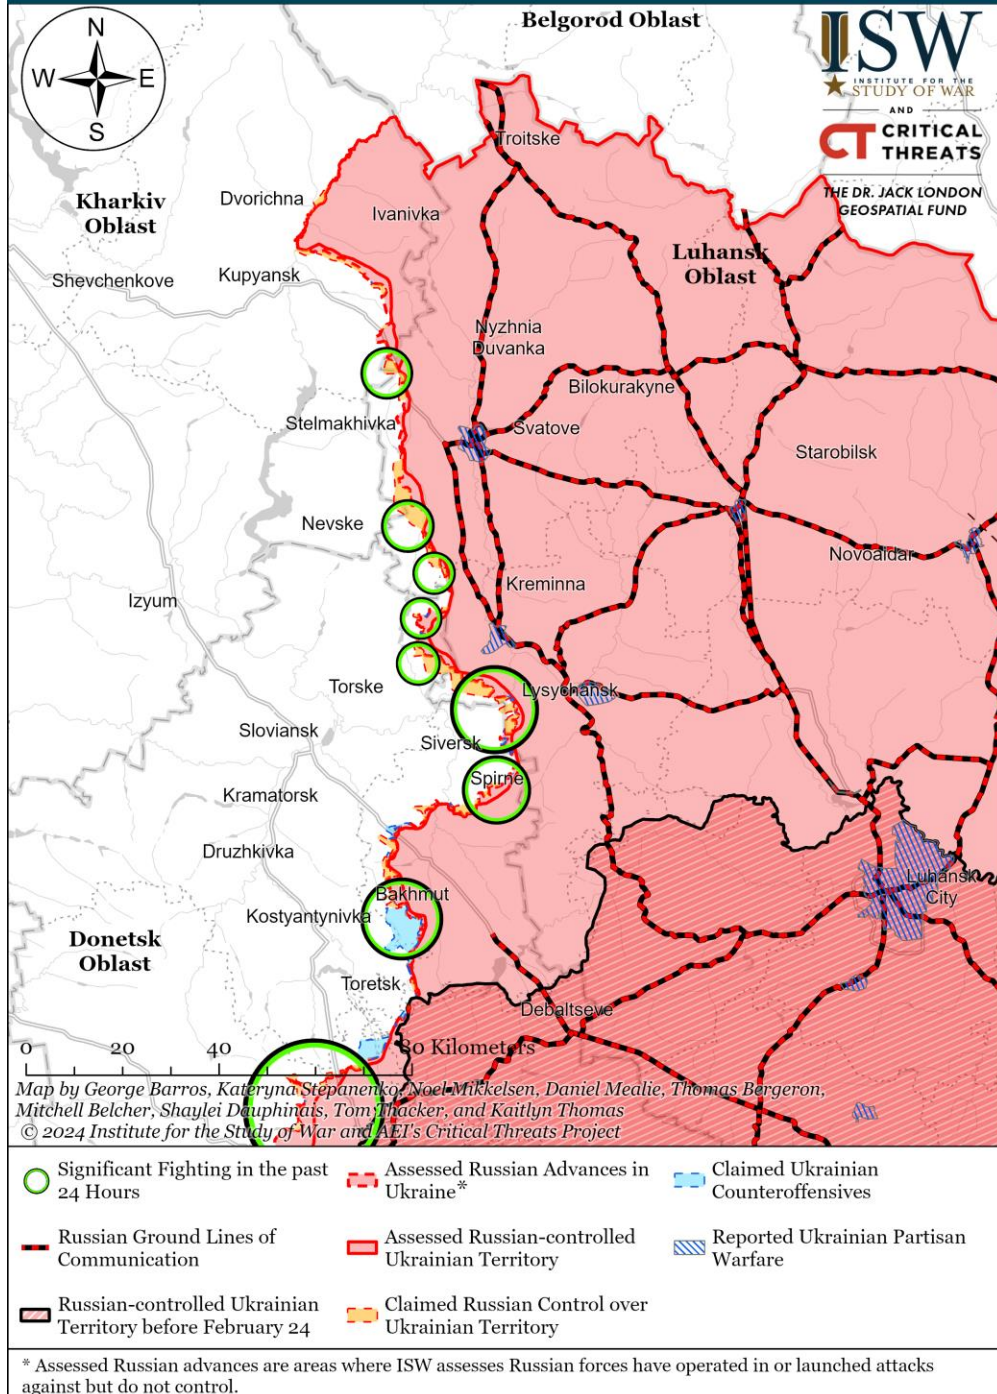 Belgorod Oblast
N
W E
S
ISW
INSTITUTE FOR THE
STUDY OF WAR
AND
CT CRITICAL
THREATS
THE DR. JACK LONDON
GEOSPATIAL FUND
Troitske
Kharkiv
Oblast
Dvorichna
Ivanivka
Shevchenkove
Kupyansk
Luhansk
Oblast
Nyzhnia
Duvanka
Bilokurakyne
Stelmakhivka
Svatove
Starobilsk
Nevske
Novoaidar
Izyum
Kreminna
Torske
Lysychansk
Sloviansk
Siversk
Spirne
Kramatorsk
Druzhkivka
Luhansk
City
Bakhmut
Kostyantynivka
Donetsk
Oblast
Toretsk
Debaltseve
0 20 40 80 Kilometers
Map by George Barros, Kateryna Stepanenko, Noel Mikkelsen, Daniel Mealie, Thomas Bergeron,
Mitchell Belcher, Shaylei Dauphinais, Tom Thacker, and Kaitlyn Thomas
© 2024 Institute for the Study of War and AEI's Critical Threats Project
Significant Fighting in the past
24 Hours
Assessed Russian Advances in
Ukraine*
Claimed Ukrainian
Counteroffensives
Russian Ground Lines of
Communication
Assessed Russian-controlled
Ukrainian Territory
Reported Ukrainian Partisan
Warfare
Russian-controlled Ukrainian
Territory before February 24
Claimed Russian Control over
Ukrainian Territory
* Assessed Russian advances are areas where ISW assesses Russian forces have operated in or launched attacks
against but do not control.